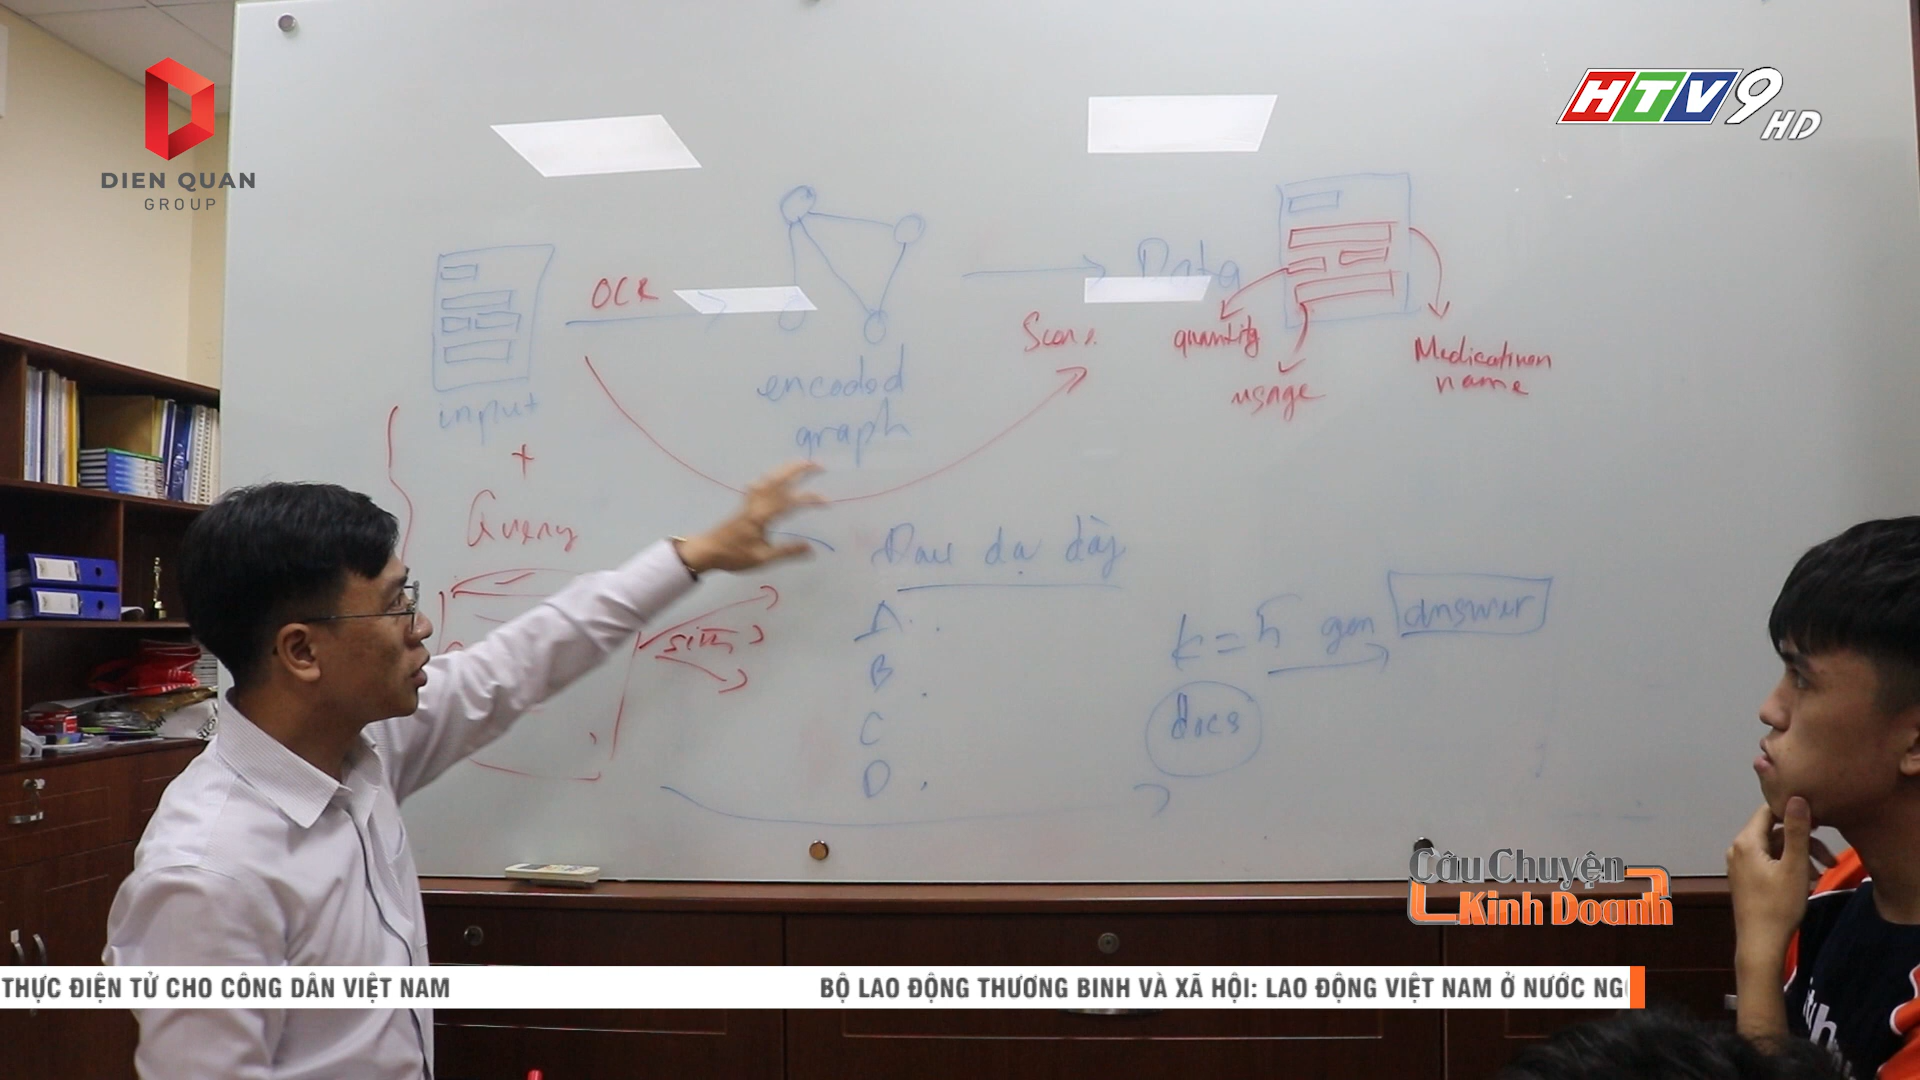 DIEN QUAN
GROUP
HTV9
HD
OCR
input
+
Query
encoded
graph
Data
quantity
usage
Medication
name
Đau dạ dày
A.
B
C
D.
sim
k = 5 gen answer
docs
Câu Chuyện
Kinh Doanh
THỰC ĐIỆN TỬ CHO CÔNG DÂN VIỆT NAM
BỘ LAO ĐỘNG THƯƠNG BINH VÀ XÃ HỘI: LAO ĐỘNG VIỆT NAM Ở NƯỚC